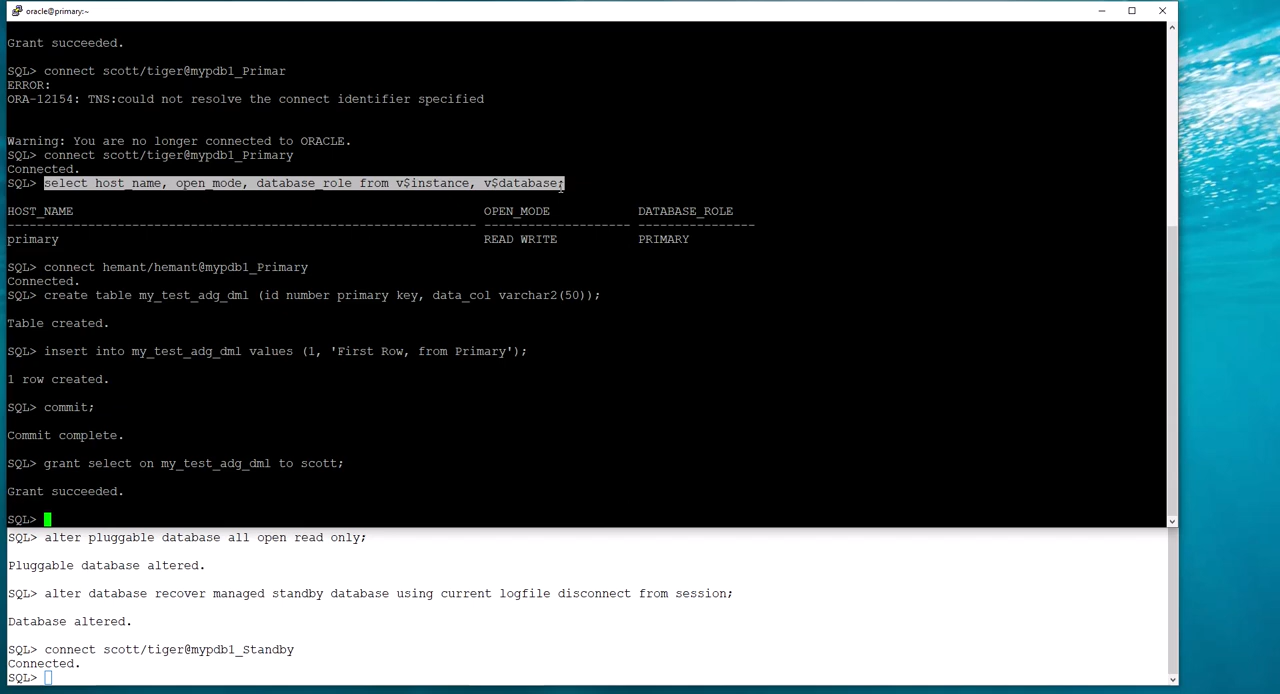 oracle@primary:~
Grant succeeded.
SQL> connect scott/tiger@mypdb1_Primar
ERROR:
ORA-12154: TNS:could not resolve the connect identifier specified
Warning: You are no longer connected to ORACLE.
SQL> connect scott/tiger@mypdb1_Primary
Connected.
SQL> select host_name, open_mode, database_role from v$instance, v$database;
HOST_NAME OPEN_MODE DATABASE_ROLE
---------------------------------------------------------------- -------------------- ----------------
primary READ WRITE PRIMARY
SQL> connect hemant/hemant@mypdb1_Primary
Connected.
SQL> create table my_test_adg_dml (id number primary key, data_col varchar2(50));
Table created.
SQL> insert into my_test_adg_dml values (1, 'First Row, from Primary');
1 row created.
SQL> commit;
Commit complete.
SQL> grant select on my_test_adg_dml to scott;
Grant succeeded.
SQL>
SQL> alter pluggable database all open read only;
Pluggable database altered.
SQL> alter database recover managed standby database using current logfile disconnect from session;
Database altered.
SQL> connect scott/tiger@mypdb1_Standby
Connected.
SQL>